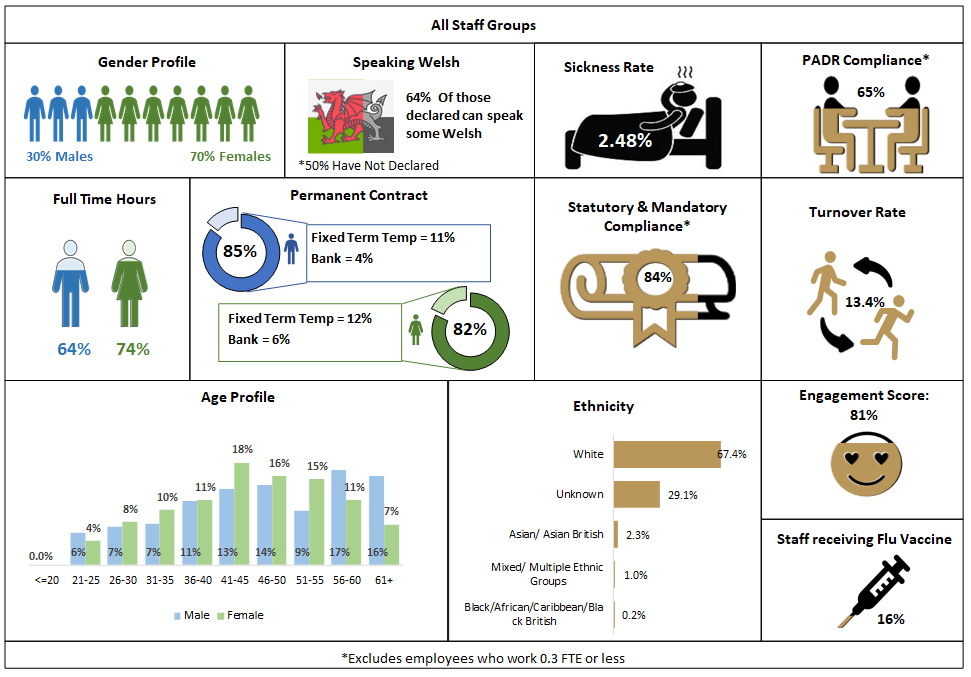 All Staff Groups
Gender Profile
30% Males
70% Females
Speaking Welsh
64% Of those
declared can speak
some Welsh
*50% Have Not Declared
Sickness Rate
2.48%
PADR Compliance*
65%
Full Time Hours
64%
74%
Permanent Contract
85%
Fixed Term Temp = 11%
Bank = 4%
Fixed Term Temp = 12%
Bank = 6%
82%
Statutory & Mandatory
Compliance*
84%
Turnover Rate
13.4%
Age Profile
18%
16%
15%
11%
10%
11%
8%
7%
4%
0.0%
6%
7%
7%
11%
13%
14%
9%
17%
16%
<=20
21-25
26-30
31-35
36-40
41-45
46-50
51-55
56-60
61+
Male
Female
Ethnicity
White
67.4%
Unknown
29.1%
Asian/ Asian British
2.3%
Mixed/ Multiple Ethnic
Groups
1.0%
Black/African/Caribbean/Bla
ck British
0.2%
Engagement Score:
81%
Staff receiving Flu Vaccine
16%
*Excludes employees who work 0.3 FTE or less